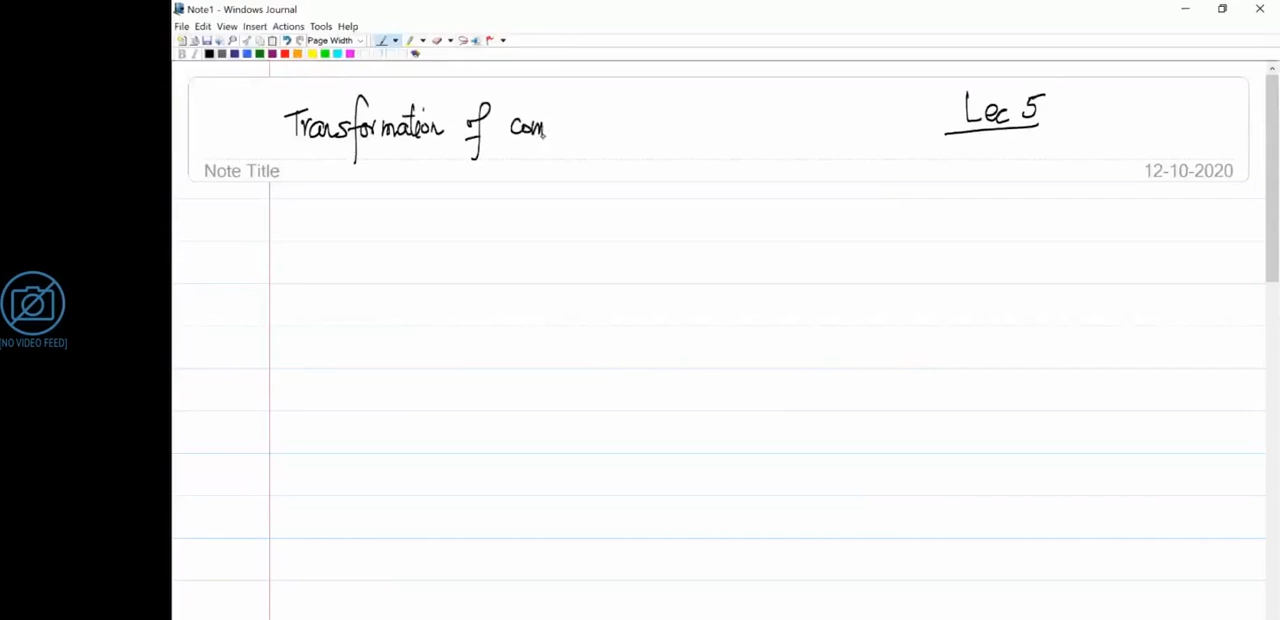 Note1 - Windows Journal
File Edit View Insert Actions Tools Help
Page Width
B I
Transformation of com
Lec 5
Note Title
12-10-2020
[NO VIDEO FEED]